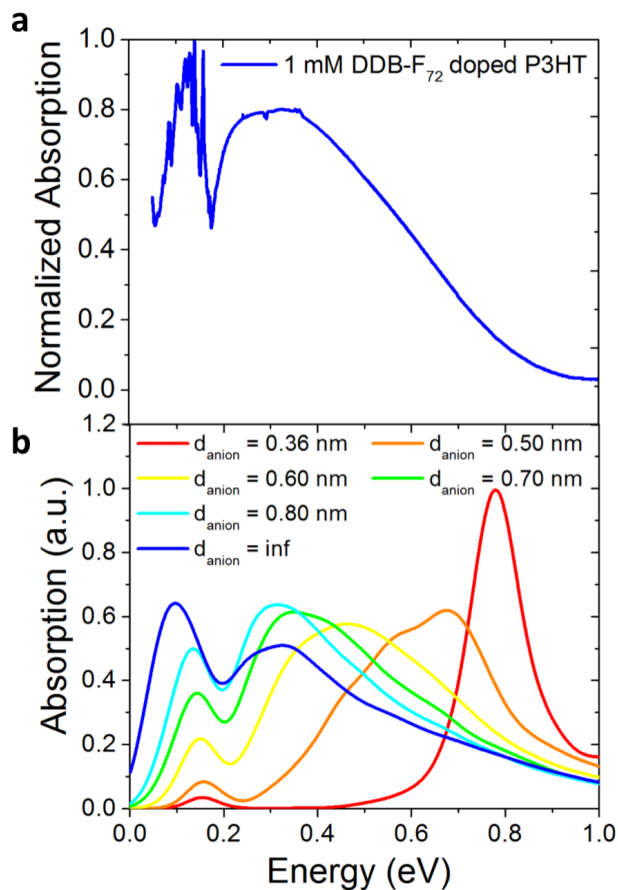 a
1.0
0.8
0.6
0.4
0.2
0.0
Normalized Absorption
1 mM DDB-F72 doped P3HT
b
1.2
1.0
0.8
0.6
0.4
0.2
0.0
Absorption (a.u.)
danion = 0.36 nm
danion = 0.50 nm
danion = 0.60 nm
danion = 0.70 nm
danion = 0.80 nm
danion = inf
0.0 0.2 0.4 0.6 0.8 1.0
Energy (eV)